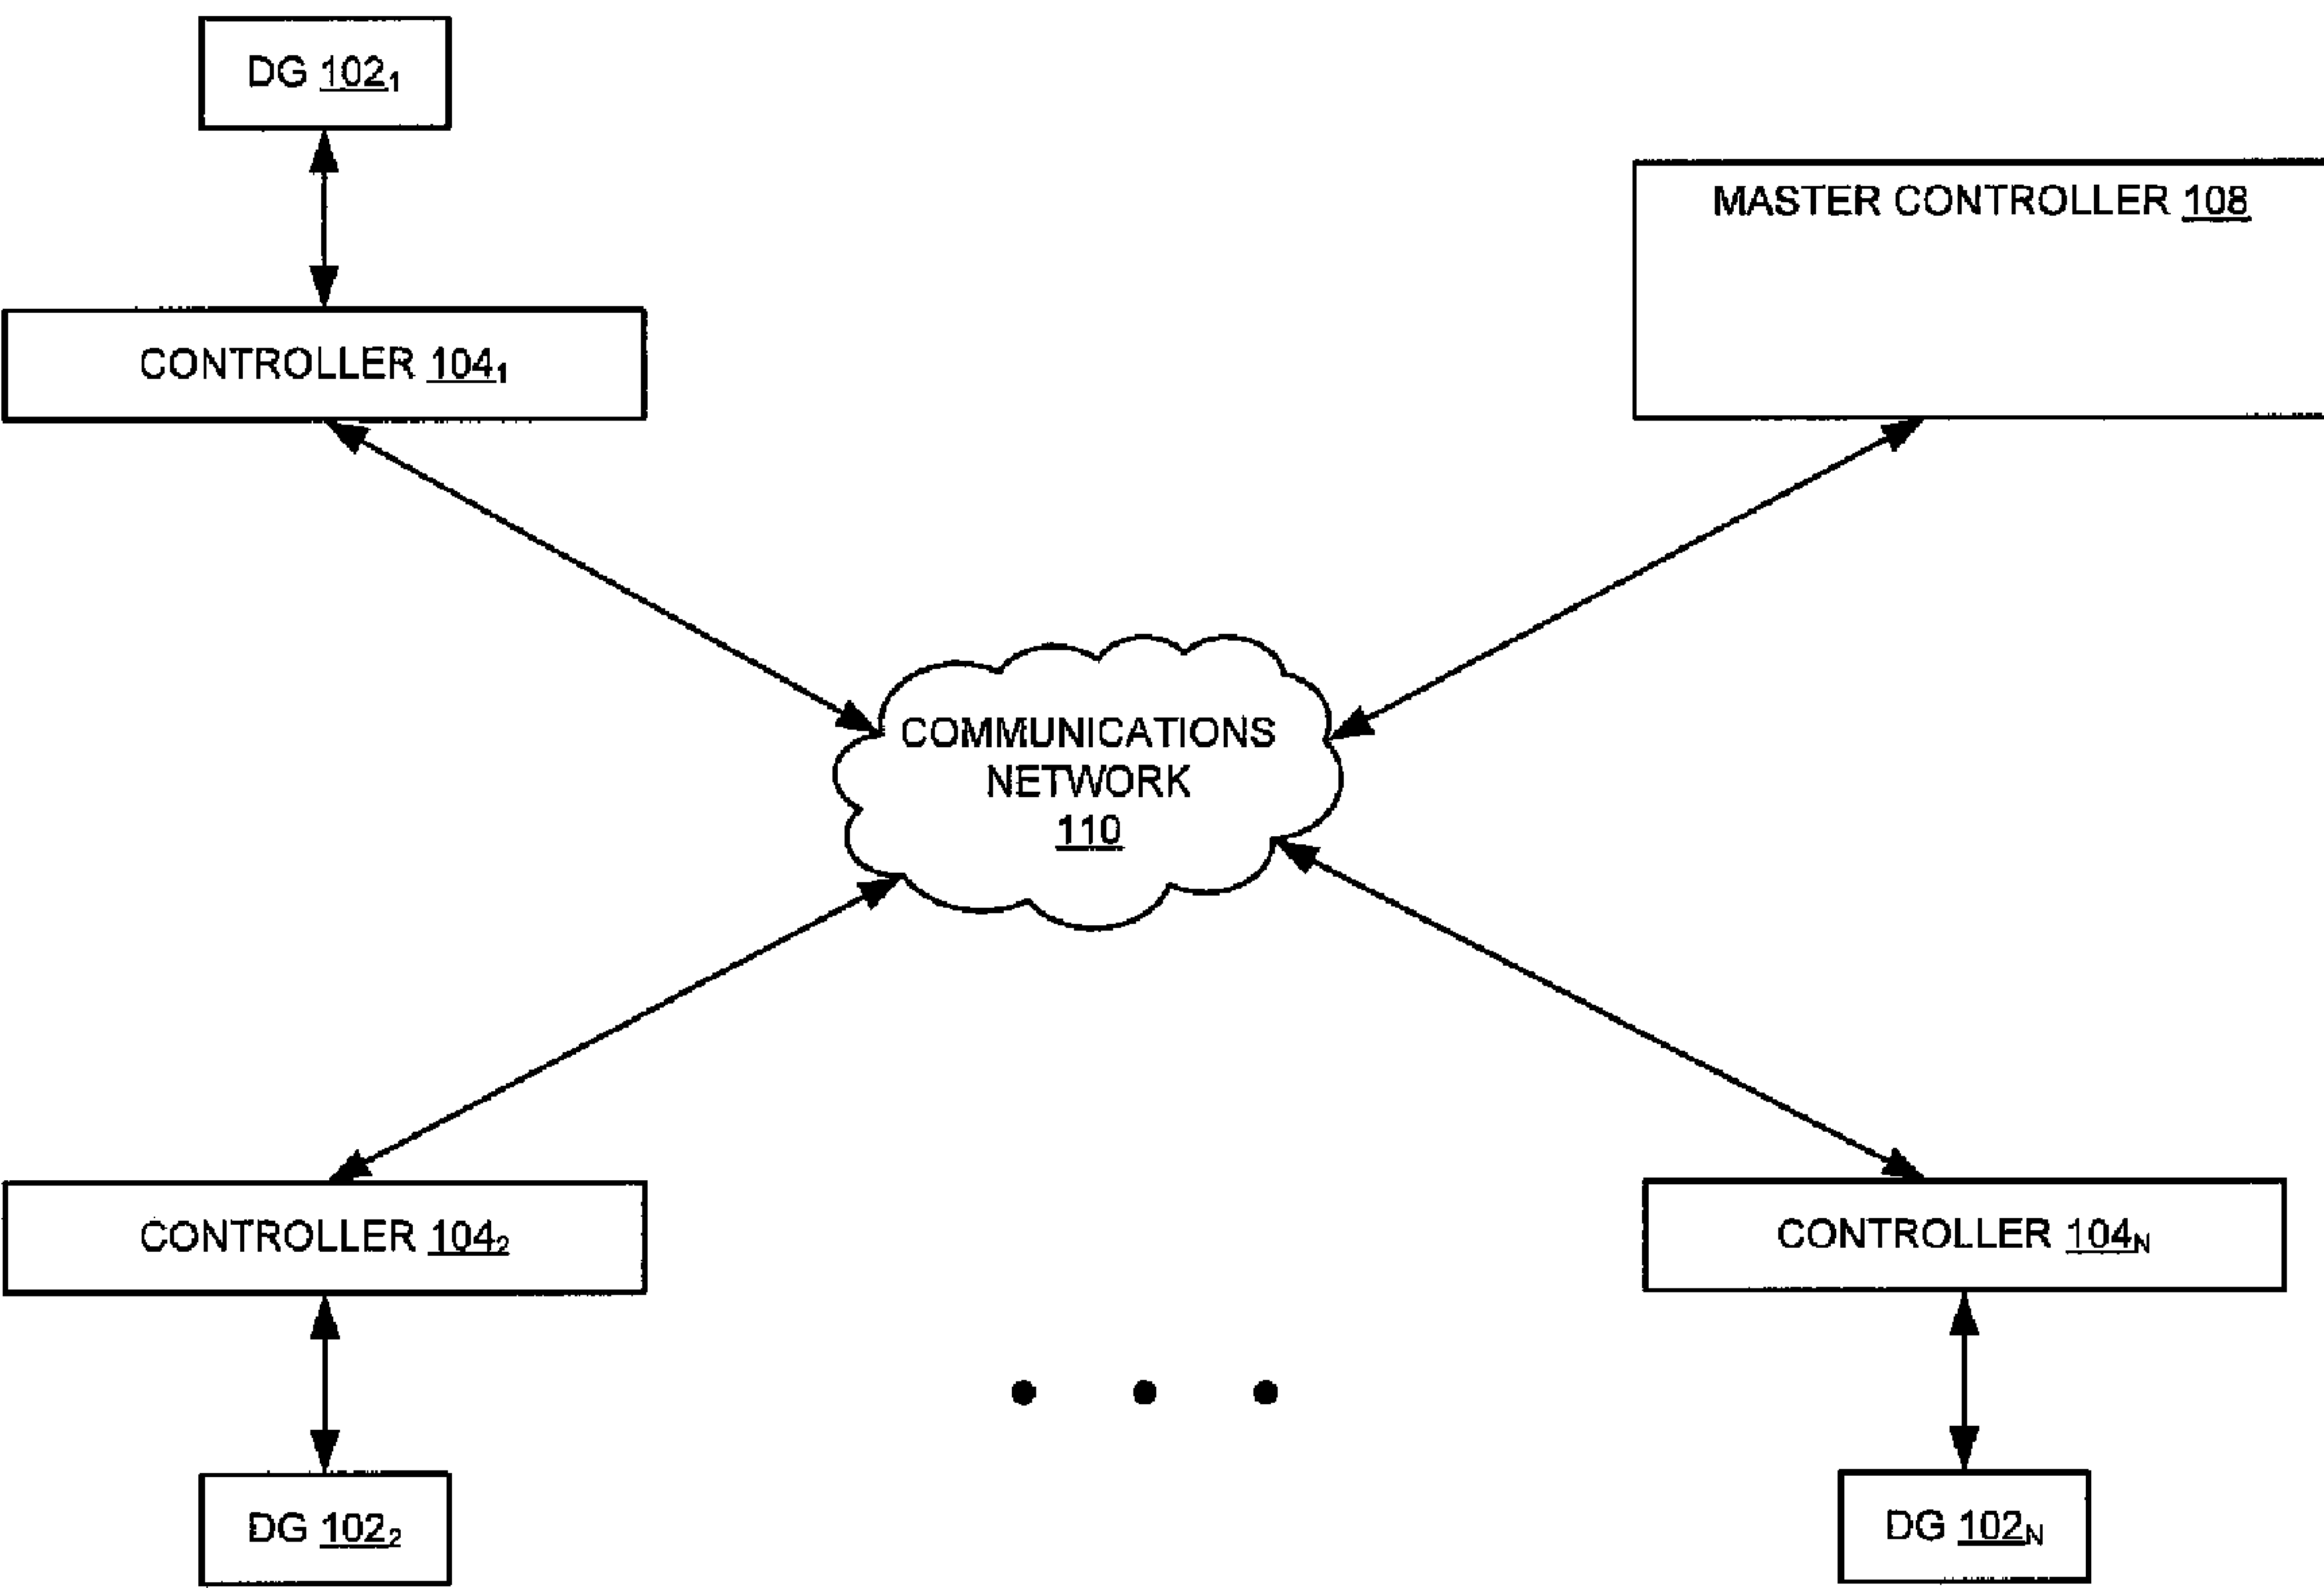 DG 102₁
MASTER CONTROLLER 108
CONTROLLER 104₁
COMMUNICATIONS
NETWORK
110
CONTROLLER 104₂
CONTROLLER 104N
DG 102₂
DG 102N